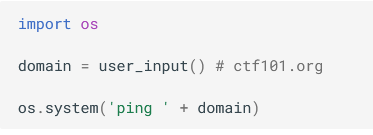 import os
domain = user_input() # ctf101.org
os.system('ping ' + domain)